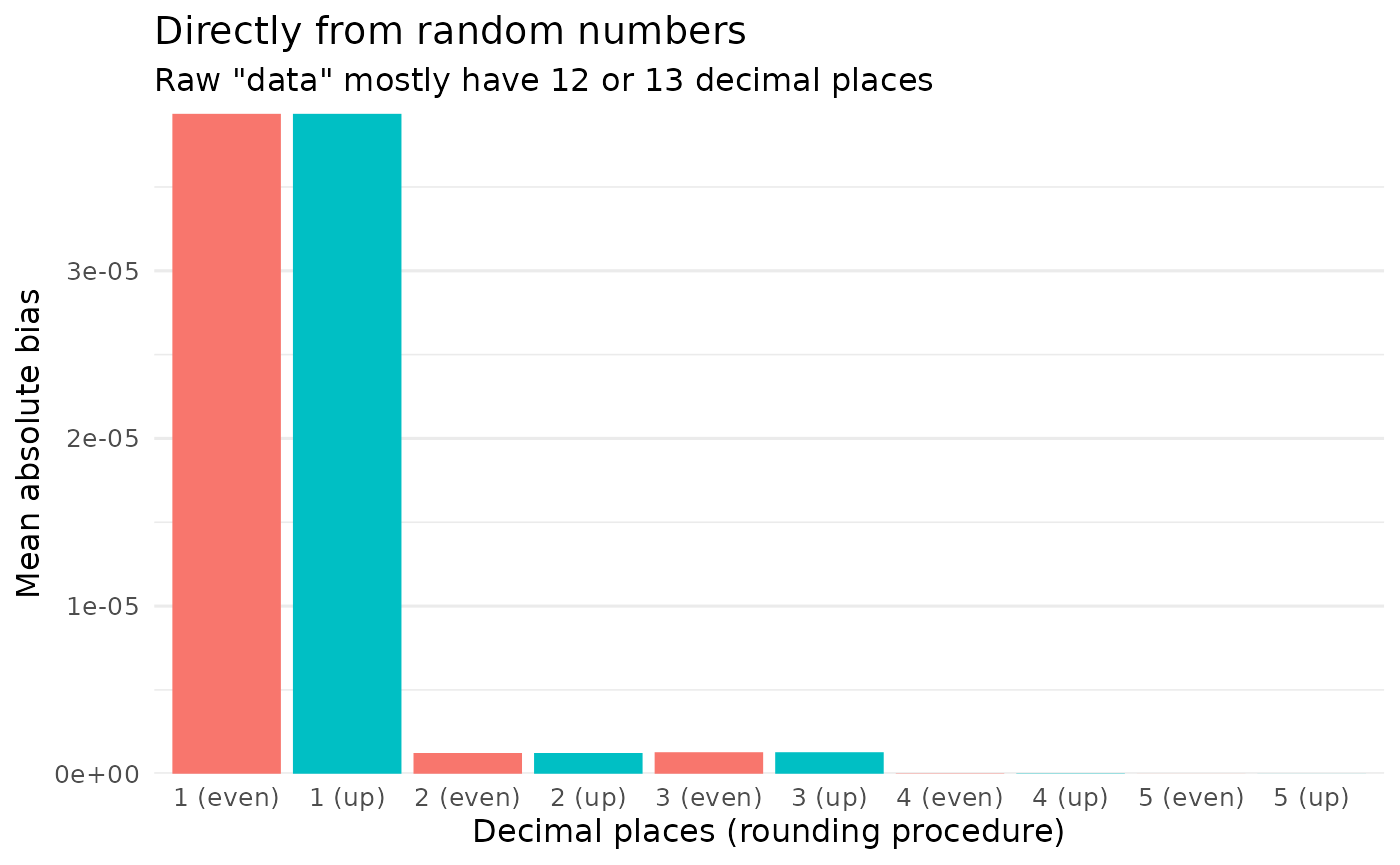 Directly from random numbers
Raw "data" mostly have 12 or 13 decimal places
Mean absolute bias
3e-05
2e-05
1e-05
0e+00
1 (even) 1 (up) 2 (even) 2 (up) 3 (even) 3 (up) 4 (even) 4 (up) 5 (even) 5 (up)
Decimal places (rounding procedure)